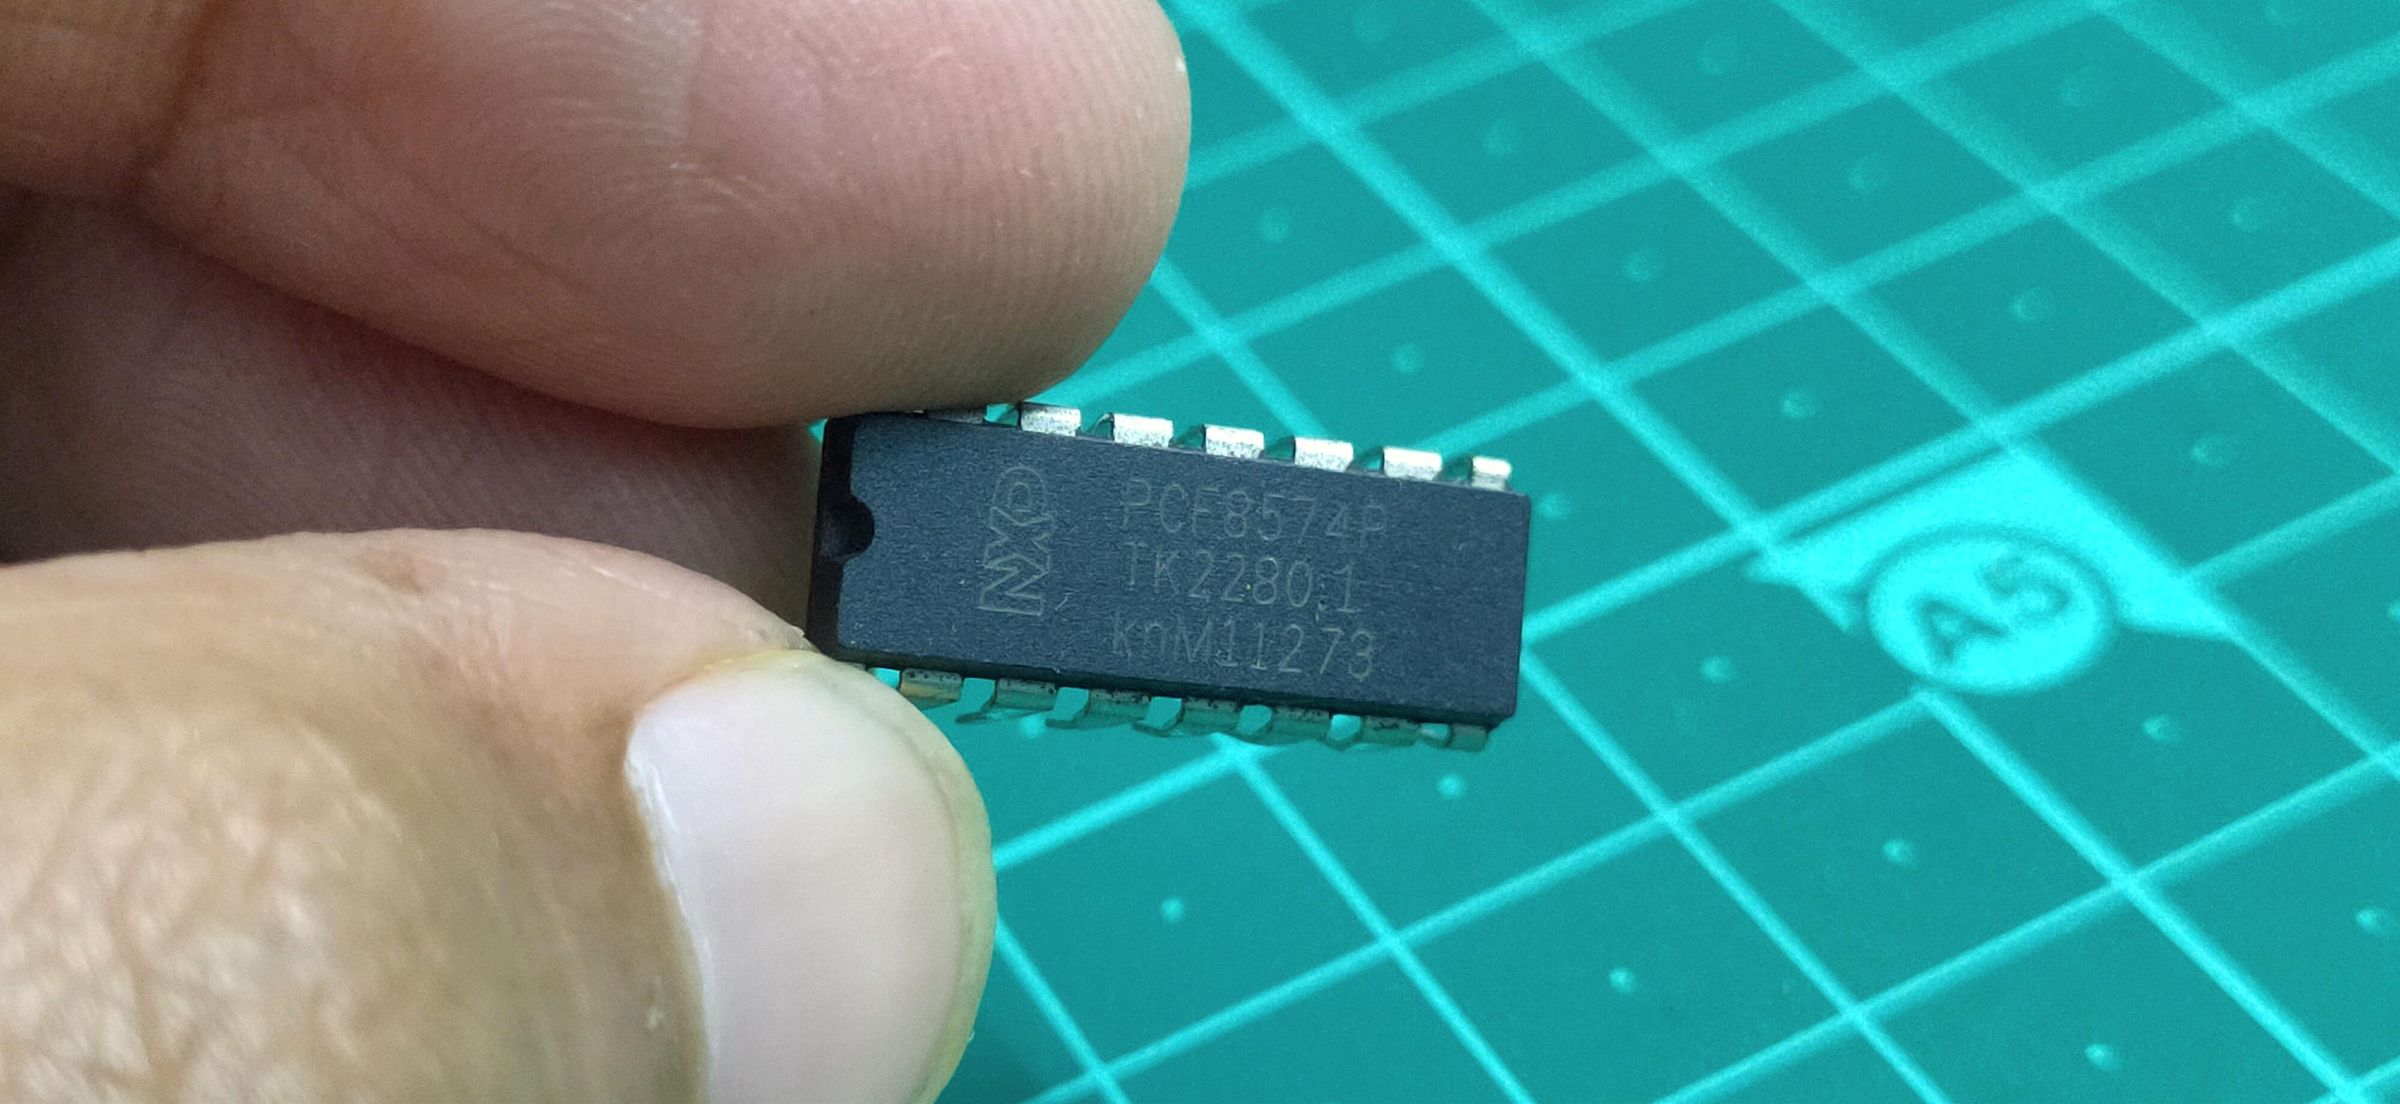 NXP
PCF8574P
TK2280.1
knM11273
A5